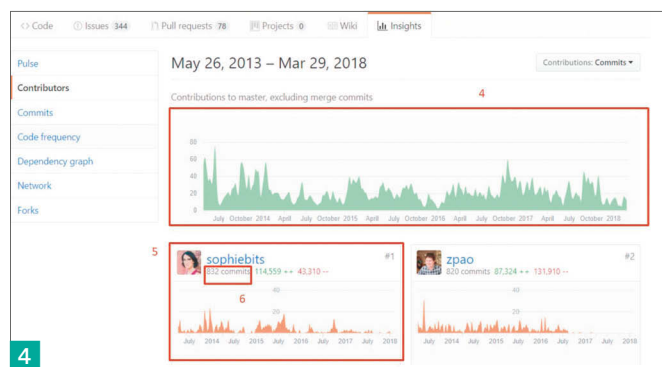 Code Issues 344 Pull requests 78 Projects 0 Wiki Insights
Pulse
Contributors
Commits
Code frequency
Dependency graph
Network
Forks
May 26, 2013 – Mar 29, 2018
Contributions: Commits
Contributions to master, excluding merge commits
4
80
60
40
20
0
July October 2014 April July October 2015 April July October 2016 April July October 2017 April July October 2018
5
sophiebits
#1
832 commits 114,559 ++ 43,310 --
6
40
20
July 2014 July 2015 July 2016 July 2017 July 2018
zpao
#2
820 commits 87,324 ++ 131,910 --
40
20
July 2014 July 2015 July 2016 July 2017 July 2018
4